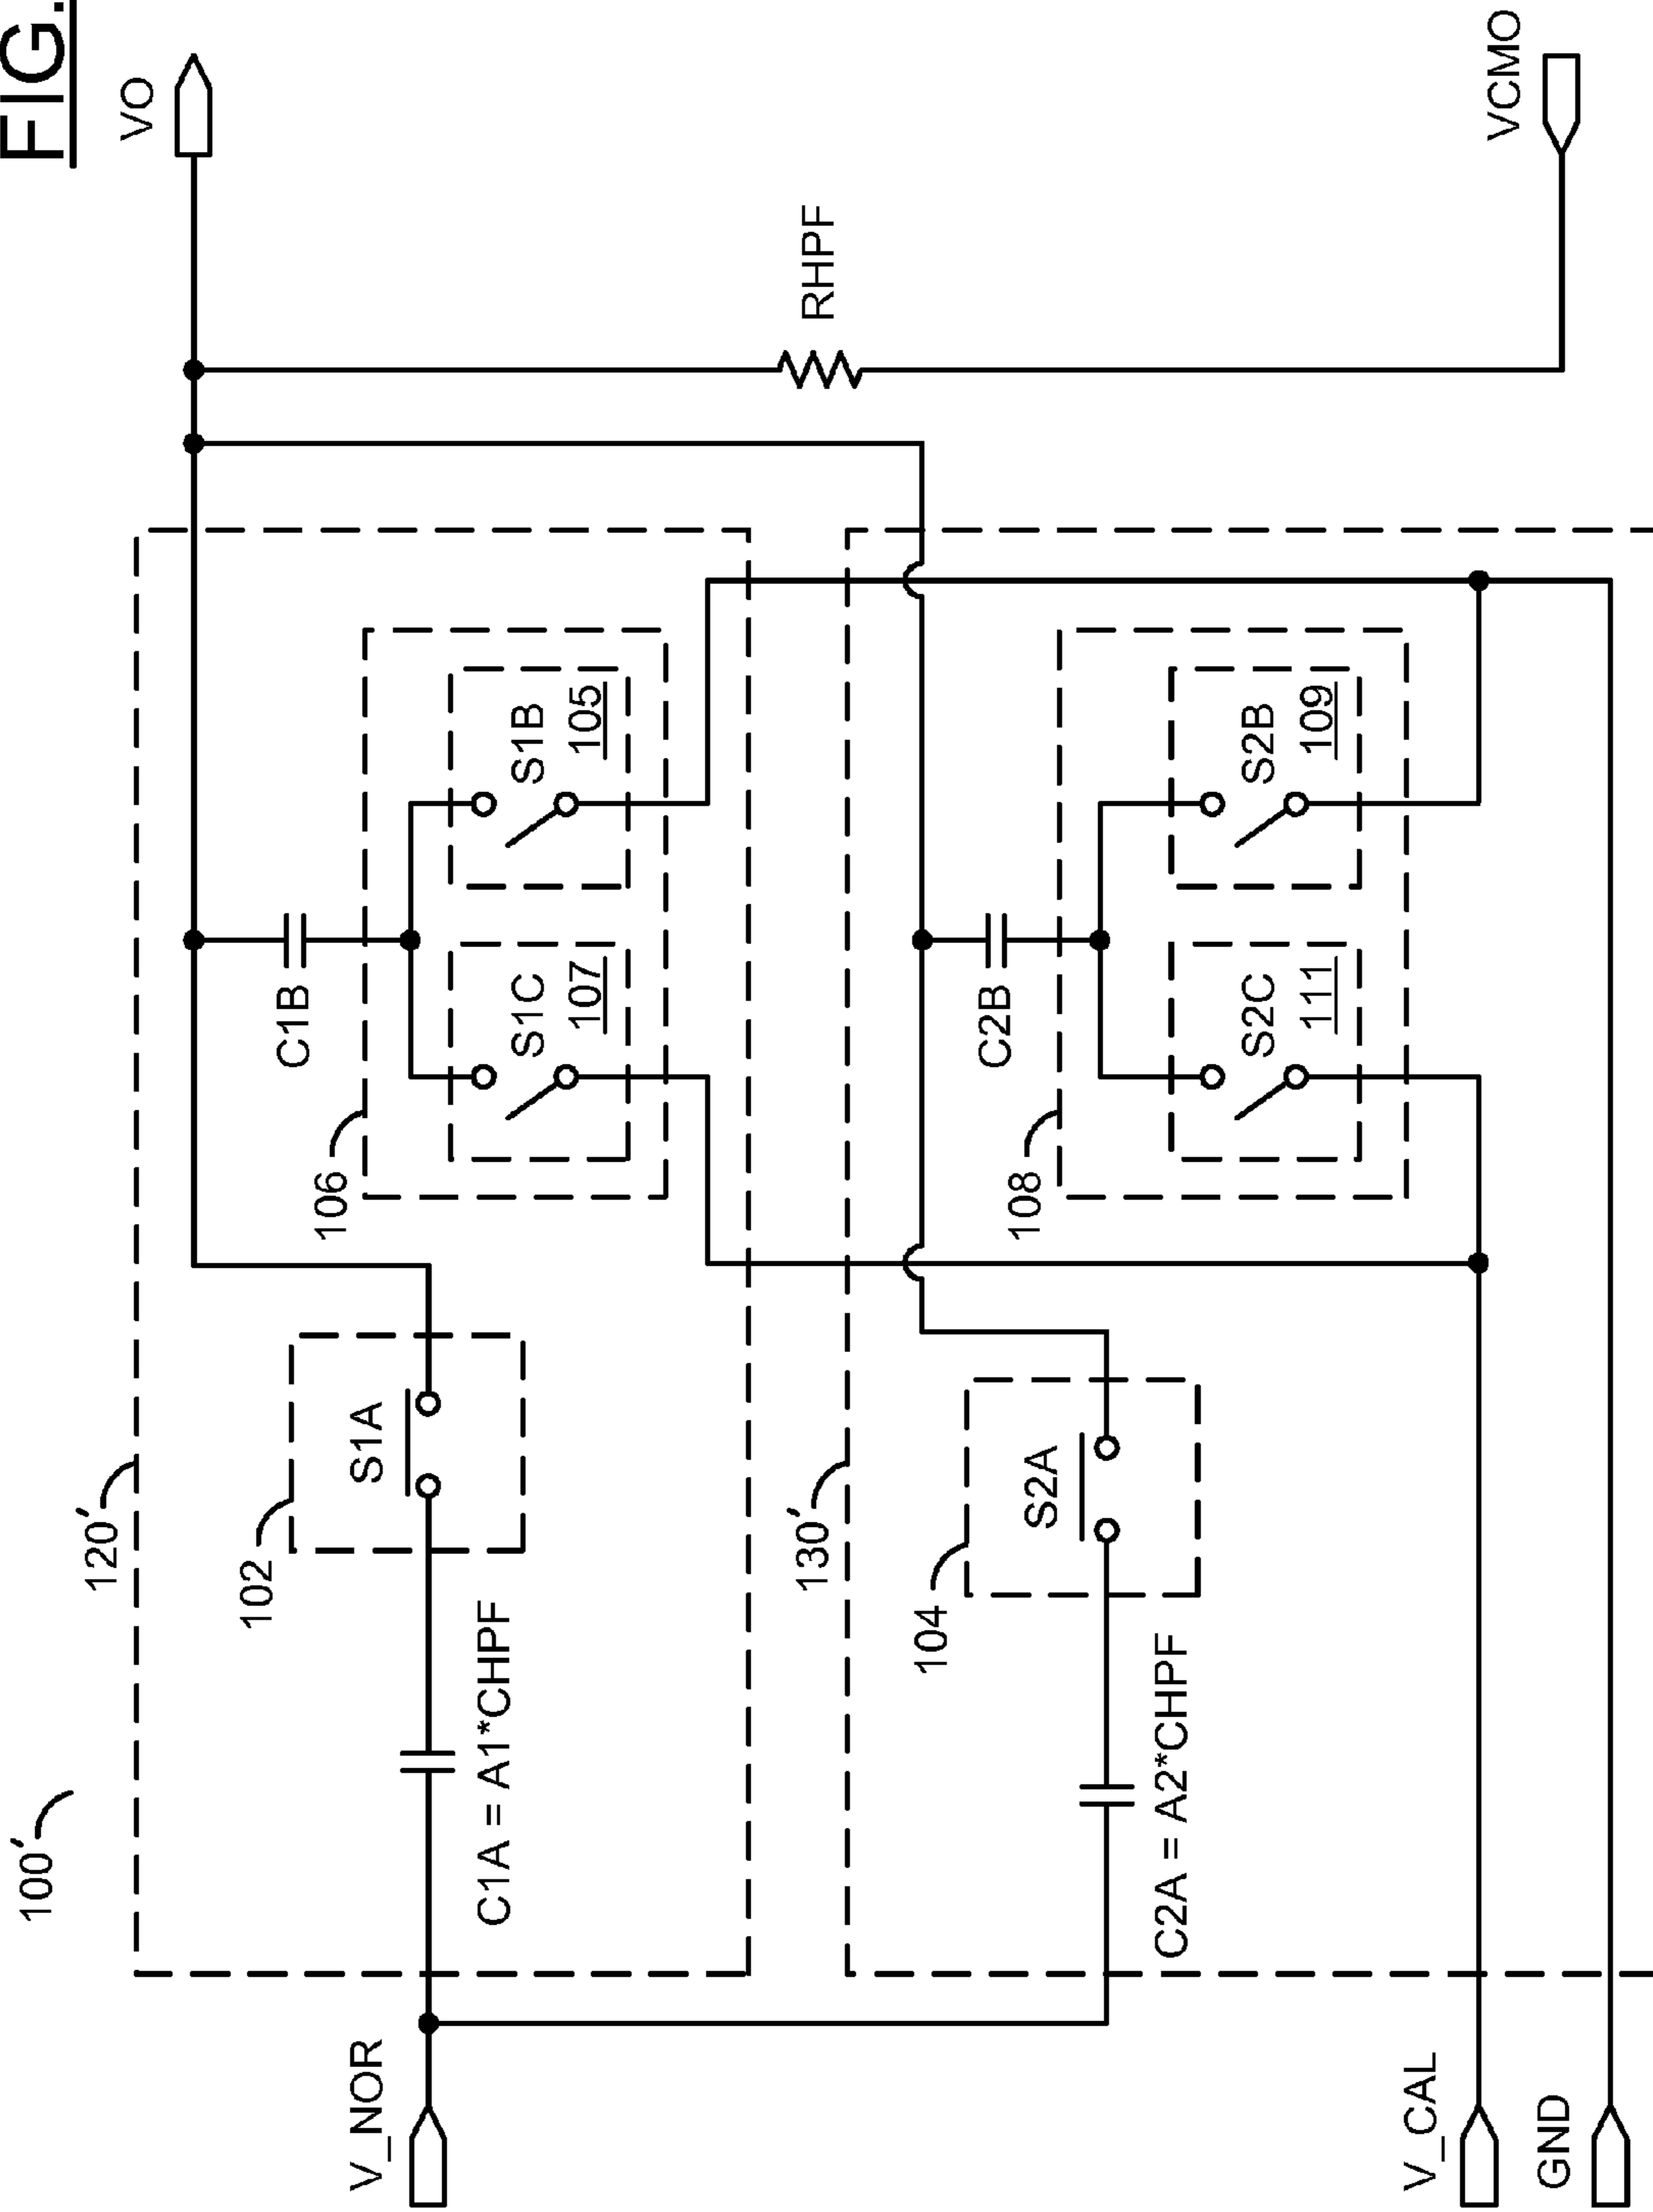 FIG.
100′
120′
VO
102
S1A
C1A = A1*CHPF
V_NOR
C1B
106
S1C
107
S1B
105
RHPF
130′
104
S2A
C2A = A2*CHPF
C2B
108
S2C
111
S2B
109
V_CAL
GND
VCMO